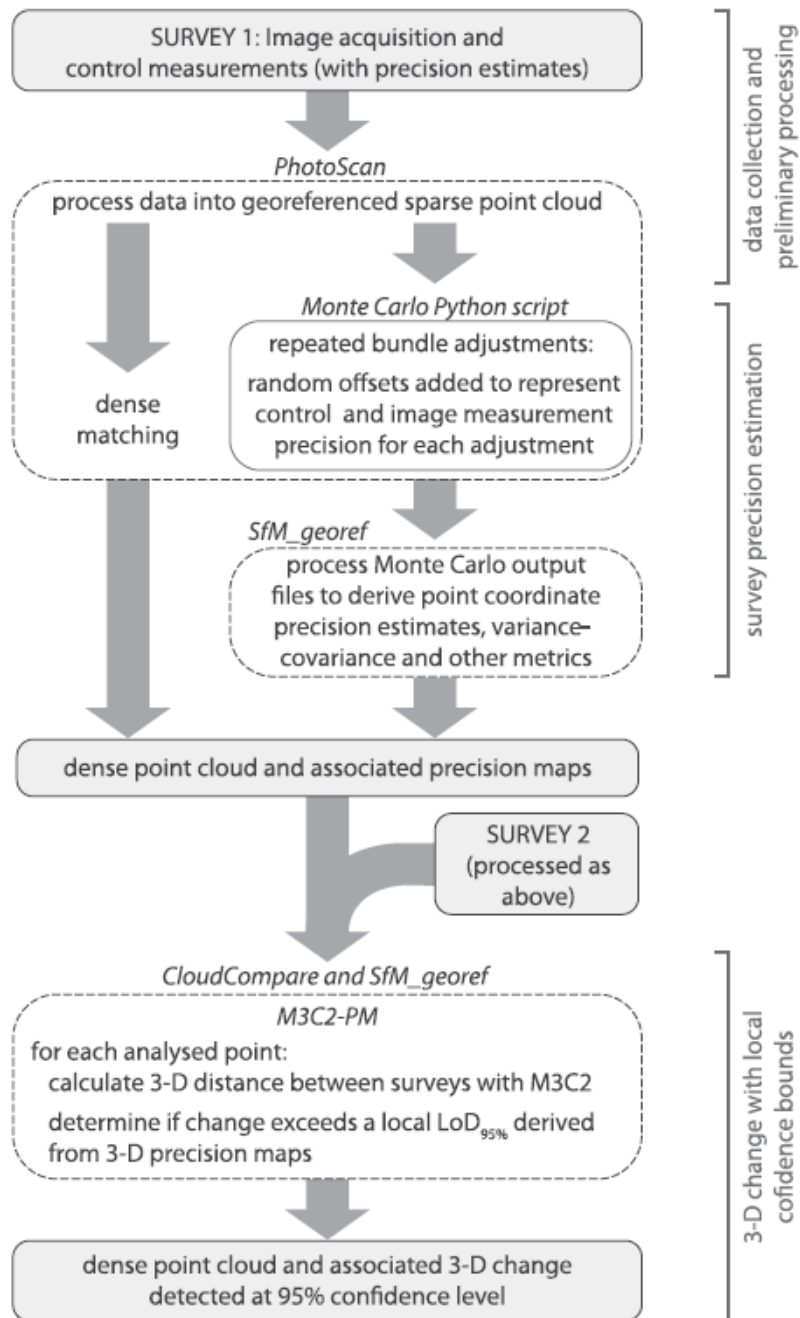 SURVEY 1: Image acquisition and
control measurements (with precision estimates)
PhotoScan
process data into georeferenced sparse point cloud
dense
matching
Monte Carlo Python script
repeated bundle adjustments:
random offsets added to represent
control and image measurement
precision for each adjustment
SfM_georef
process Monte Carlo output
files to derive point coordinate
precision estimates, variance–
covariance and other metrics
dense point cloud and associated precision maps
SURVEY 2
(processed as
above)
CloudCompare and SfM_georef
M3C2-PM
for each analysed point:
calculate 3-D distance between surveys with M3C2
determine if change exceeds a local LoD95% derived
from 3-D precision maps
dense point cloud and associated 3-D change
detected at 95% confidence level
data collection and
preliminary processing
survey precision estimation
3-D change with local
cofidence bounds